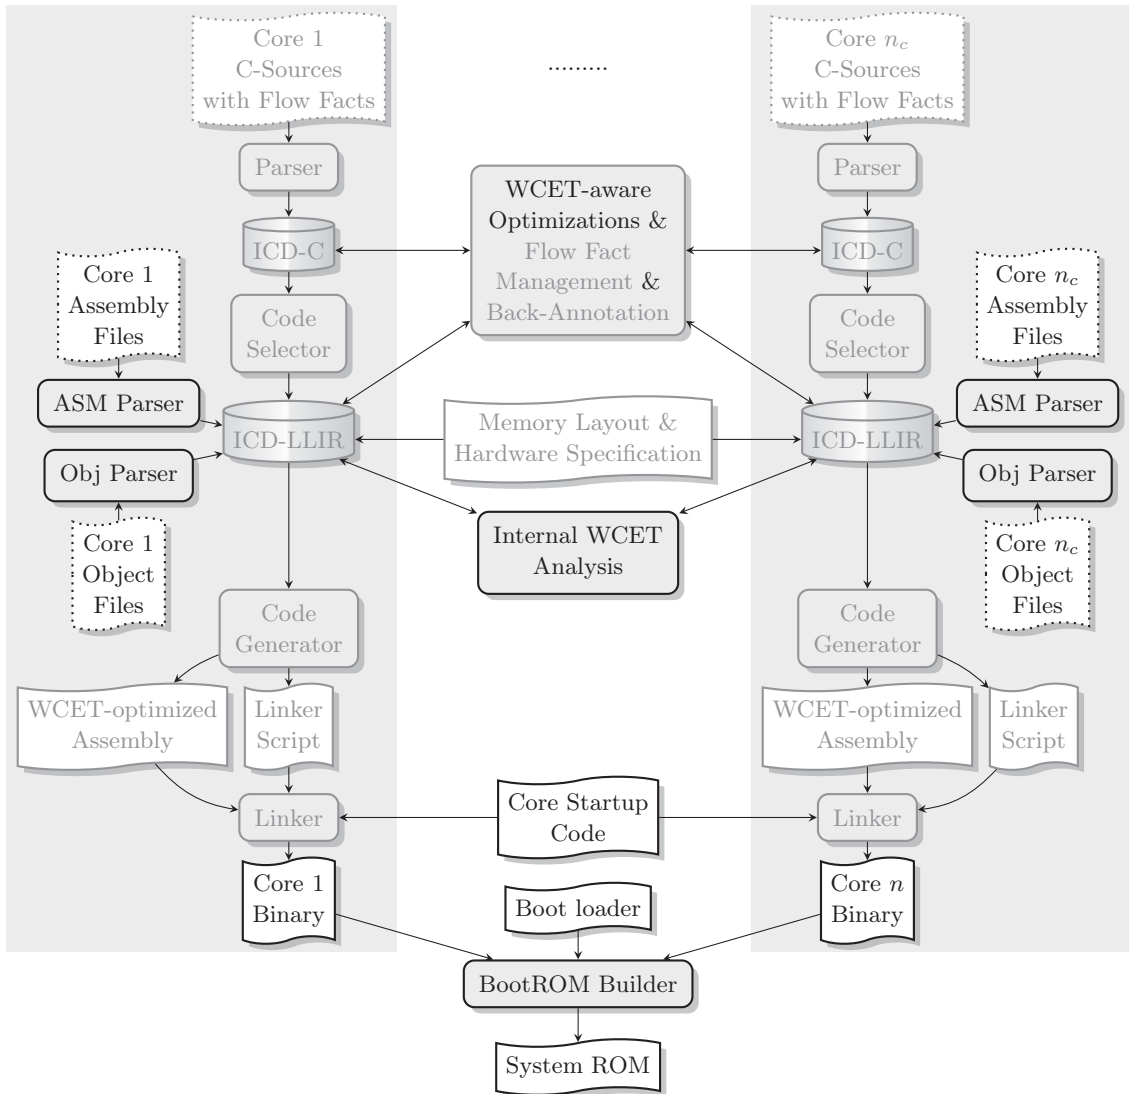 Core 1
C-Sources
with Flow Facts
.........
Core n_c
C-Sources
with Flow Facts
Parser
Parser
WCET-aware
Optimizations &
Flow Fact
Management &
Back-Annotation
ICD-C
ICD-C
Core 1
Assembly
Files
Code
Selector
Code
Selector
Core n_c
Assembly
Files
ASM Parser
ICD-LLIR
Memory Layout &
Hardware Specification
ICD-LLIR
ASM Parser
Obj Parser
Obj Parser
Core 1
Object
Files
Internal WCET
Analysis
Core n_c
Object
Files
Code
Generator
Code
Generator
WCET-optimized
Assembly
Linker
Script
WCET-optimized
Assembly
Linker
Script
Linker
Core Startup
Code
Linker
Core 1
Binary
Boot loader
Core n
Binary
BootROM Builder
System ROM